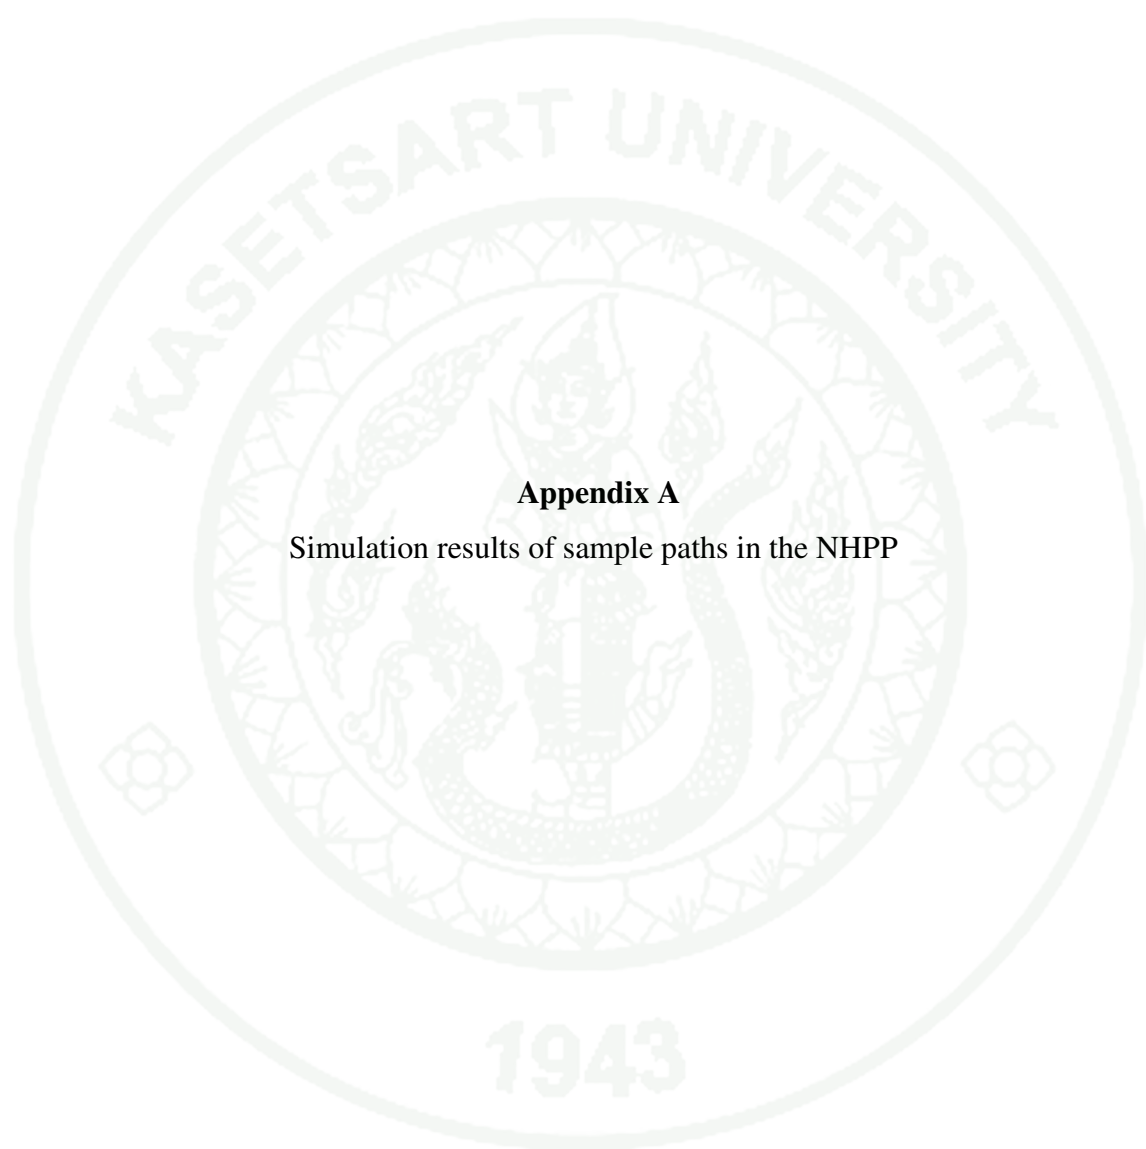 KASETSART UNIVERSITY
Appendix A
Simulation results of sample paths in the NHPP
1943